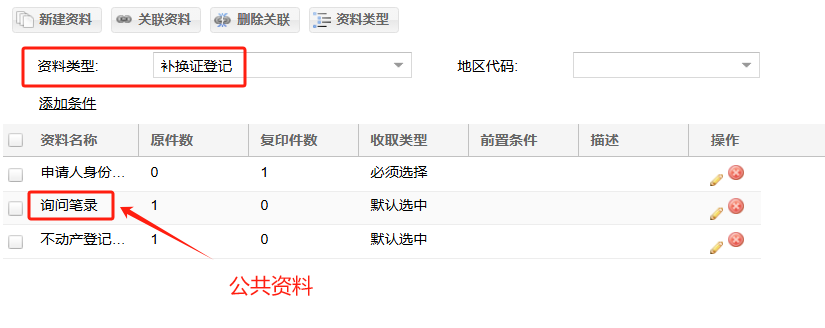 新建资料 关联资料 删除关联 资料类型
资料类型: 补换证登记 地区代码:
添加条件
资料名称 原件数 复印件数 收取类型 前置条件 描述 操作
申请人身份... 0 1 必须选择
询问笔录 1 0 默认选中
不动产登记... 1 0 默认选中
公共资料